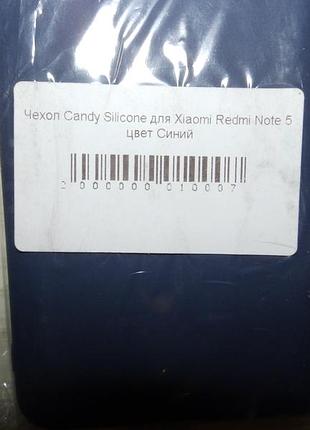 Чехол Candy Silicone для Xiaomi Redmi Note 5
цвет Синий
2 000000 010007